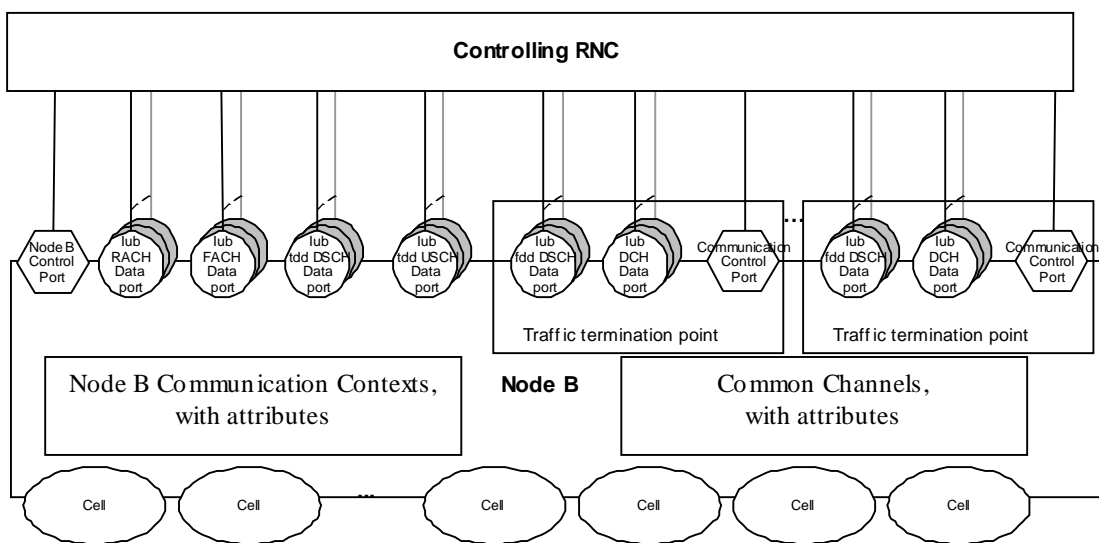 Controlling RNC
Node B
Control
Port
Iub
RACH
Data
port
Iub
FACH
Data
port
Iub
tdd DSCH
Data
port
Iub
tdd USCH
Data
port
Iub
fdd DSCH
Data
port
Iub
DCH
Data
port
Communication
Control
Port
Traffic termination point
...
Iub
fdd DSCH
Data
port
Iub
DCH
Data
port
Communication
Control
Port
Traffic termination point
Node B Communication Contexts,
with attributes
Node B
Common Channels,
with attributes
Cell
Cell
...
Cell
Cell
Cell
Cell